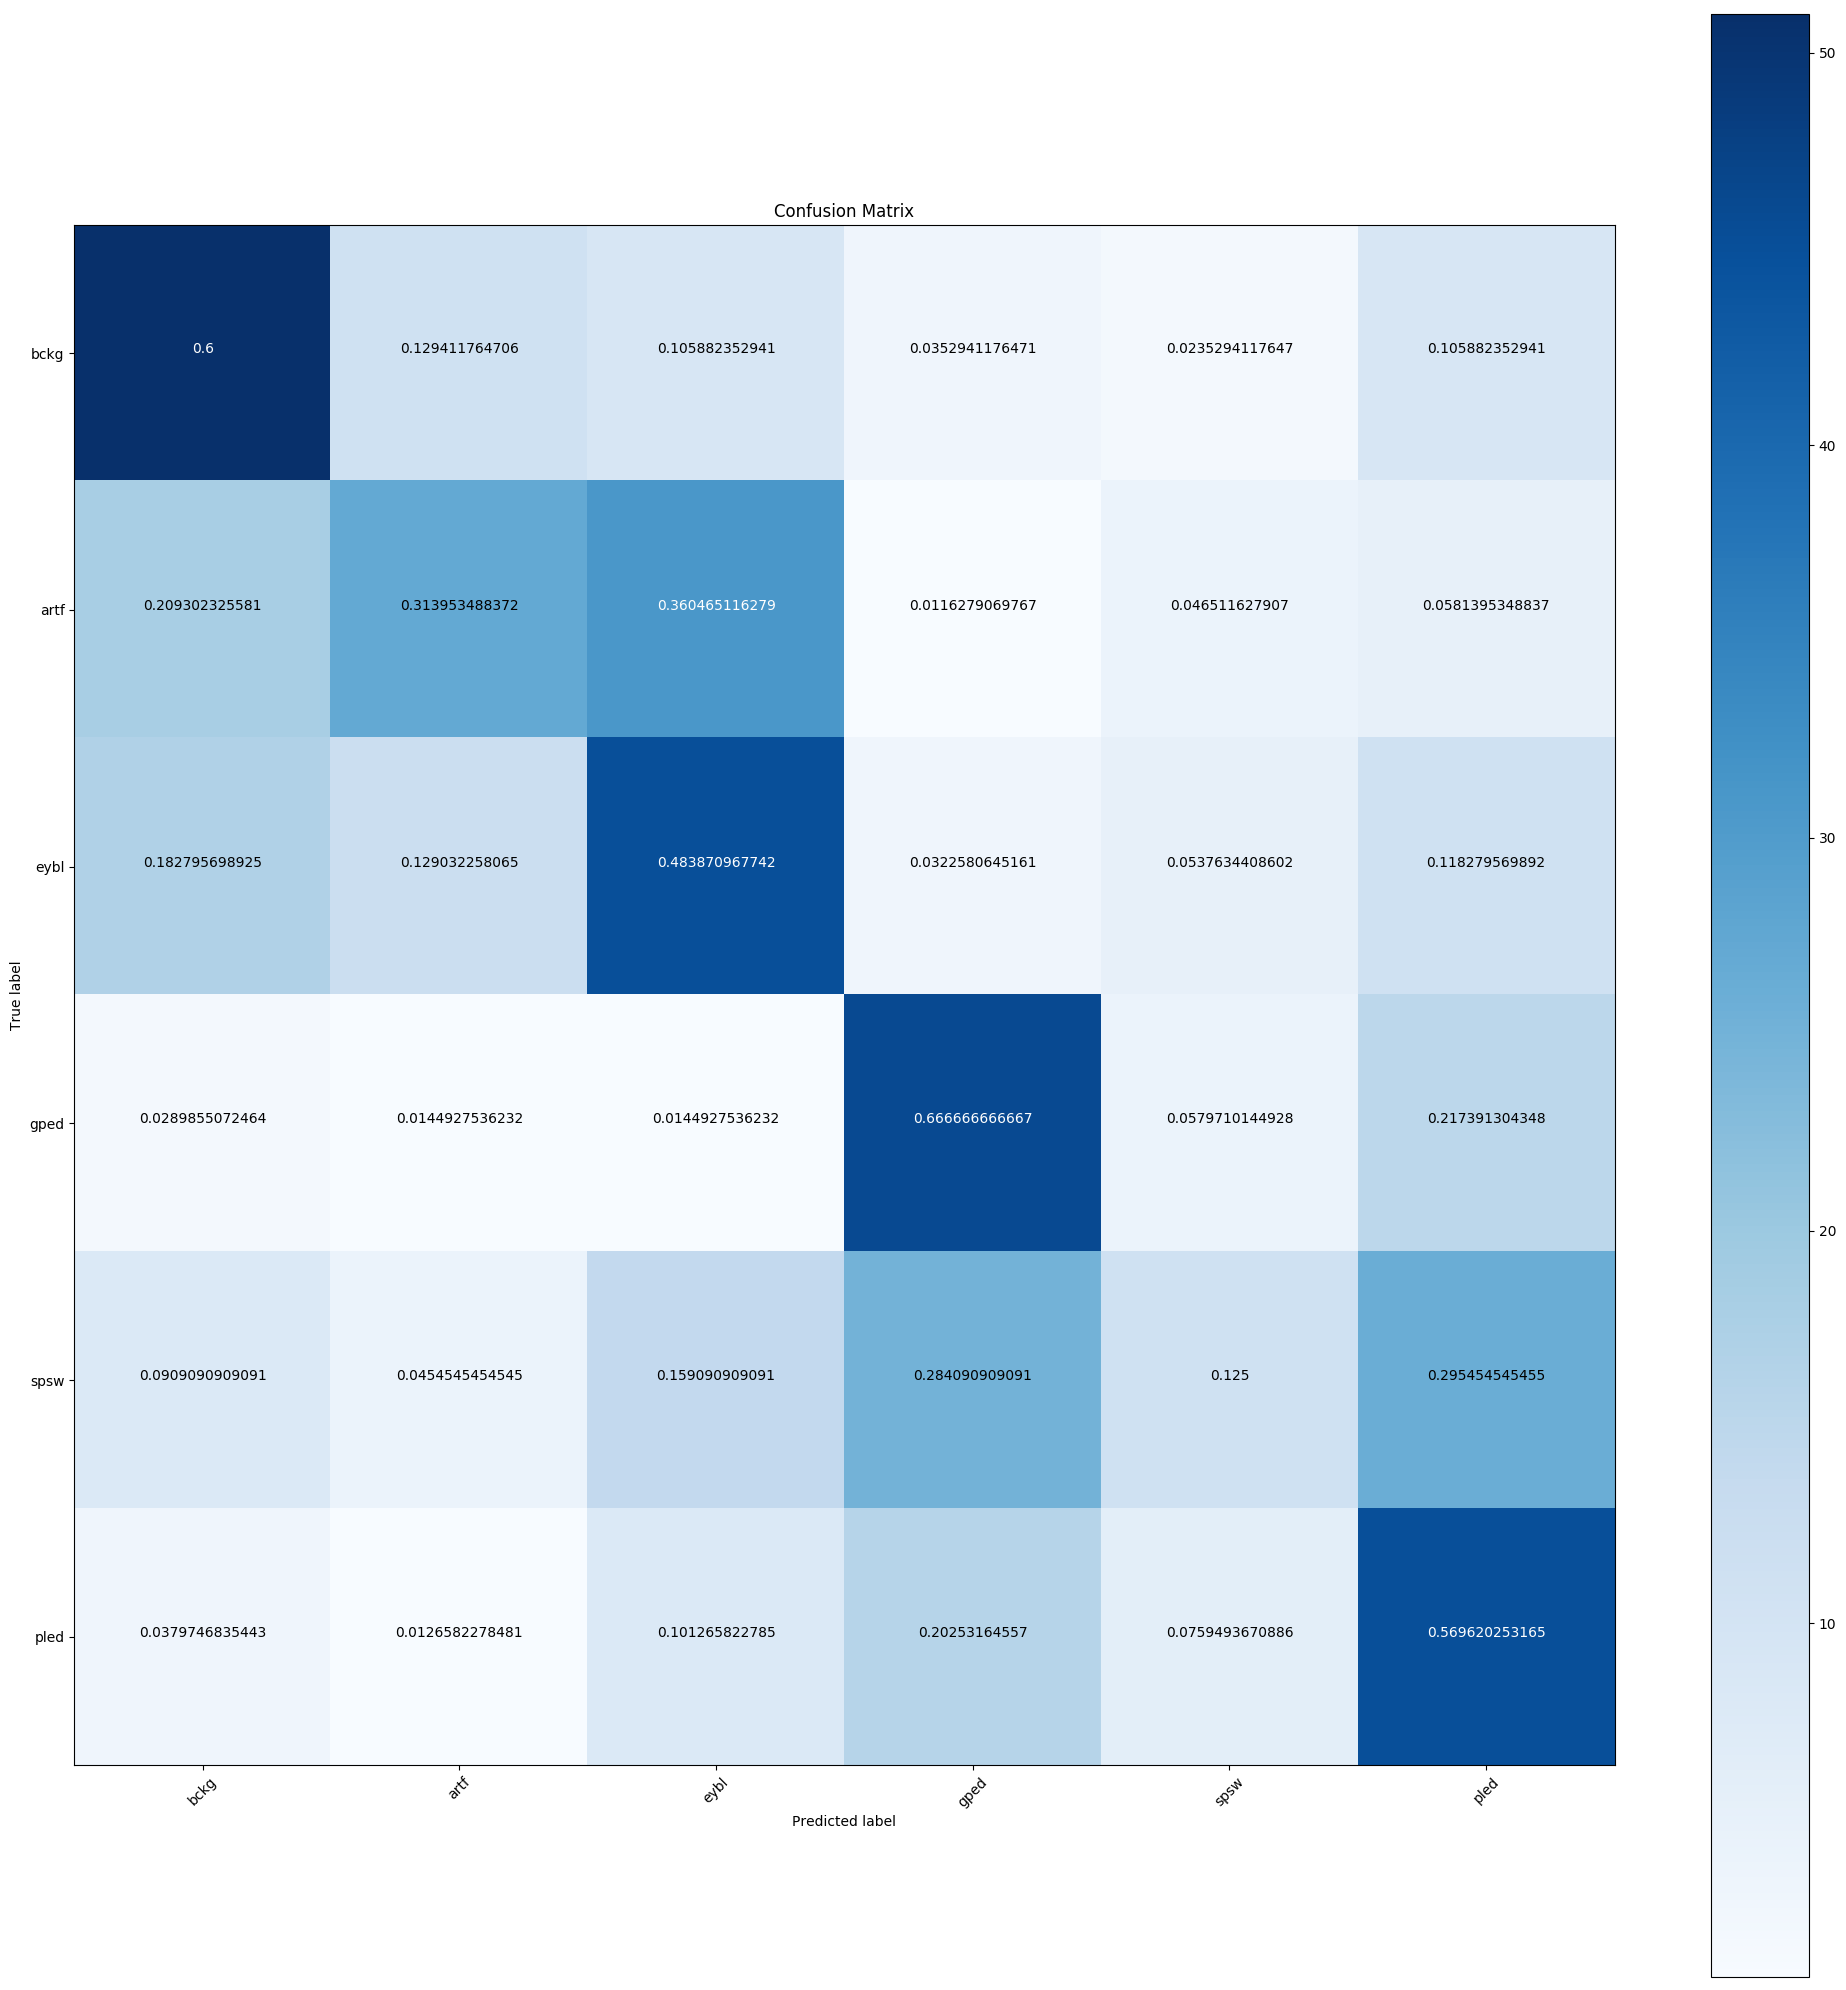 Confusion Matrix
50
40
30
20
10
True label
bckg 0.6 0.129411764706 0.105882352941 0.0352941176471 0.0235294117647 0.105882352941
artf 0.209302325581 0.313953488372 0.360465116279 0.0116279069767 0.046511627907 0.0581395348837
eybl 0.182795698925 0.129032258065 0.483870967742 0.0322580645161 0.0537634408602 0.118279569892
gped 0.0289855072464 0.0144927536232 0.0144927536232 0.666666666667 0.0579710144928 0.217391304348
spsw 0.0909090909091 0.0454545454545 0.159090909091 0.284090909091 0.125 0.295454545455
pled 0.0379746835443 0.0126582278481 0.101265822785 0.20253164557 0.0759493670886 0.569620253165
bckg artf eybl gped spsw pled
Predicted label